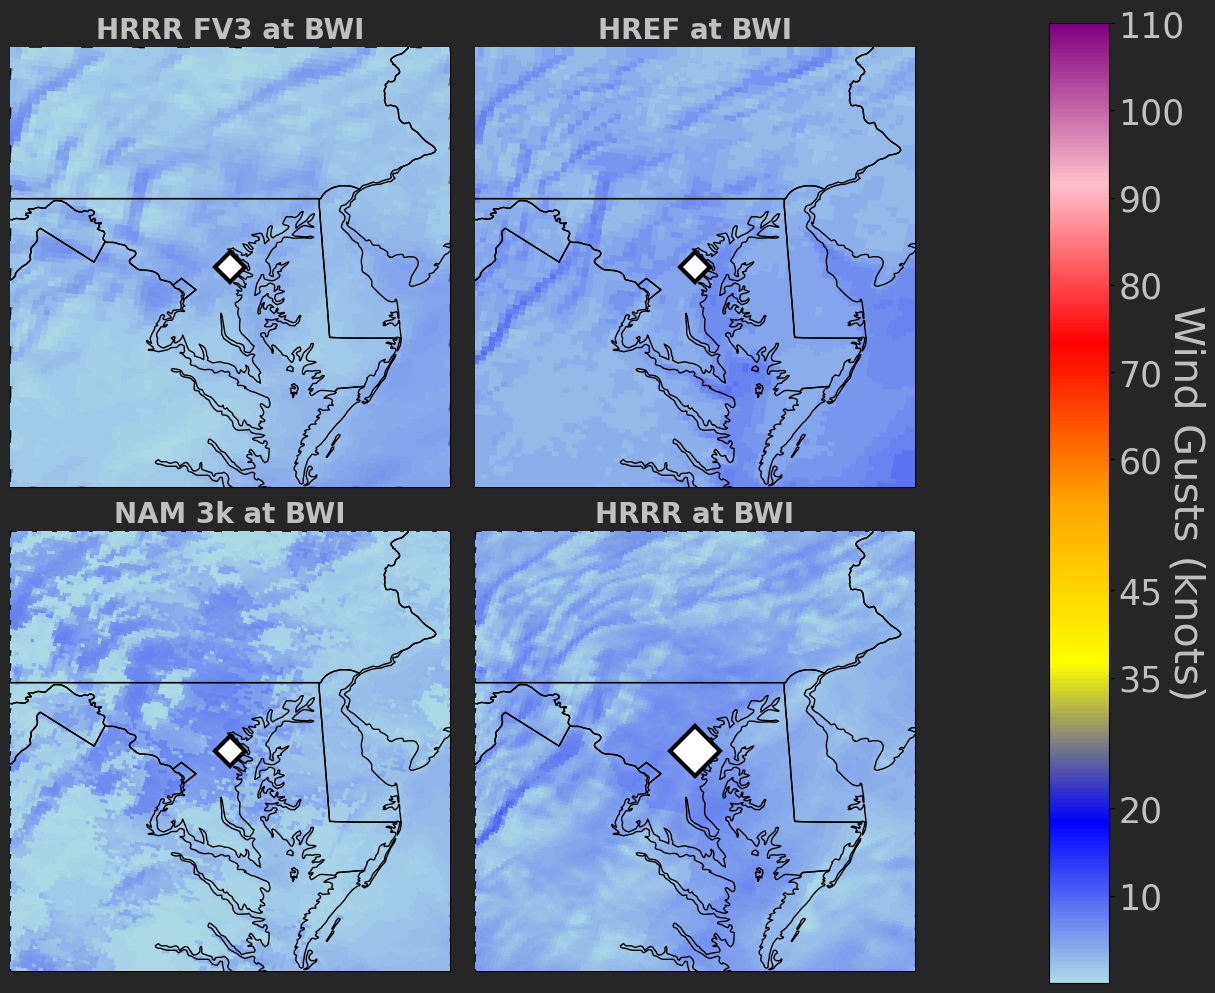 HRRR FV3 at BWI
HREF at BWI
NAM 3k at BWI
HRRR at BWI
110
100
90
80
70
60
45
35
20
10
Wind Gusts (knots)